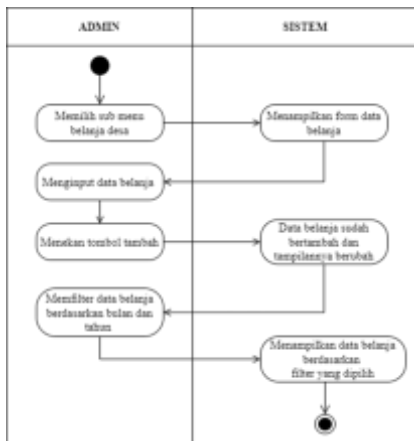 ADMIN
SISTEM
Memilih sub menu
belanja desa
Menampilkan form data
belanja
Menginput data belanja
Menekan tombol tambah
Data belanja sudah
bertambah dan
tampilannya berubah
Memfilter data belanja
berdasarkan bulan dan
tahun
Menampilkan data belanja
berdasarkan
filter yang dipilih